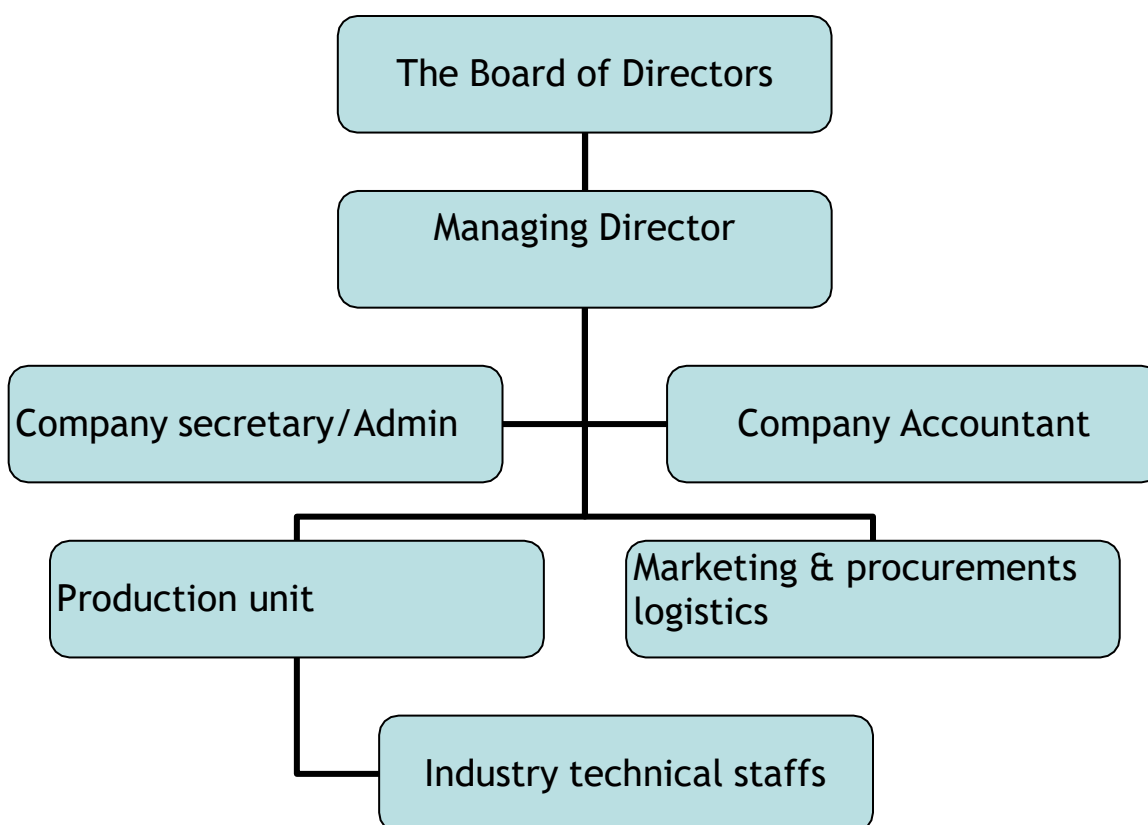 The Board of Directors
Managing Director
Company secretary/Admin
Company Accountant
Production unit
Marketing & procurements
logistics
Industry technical staffs